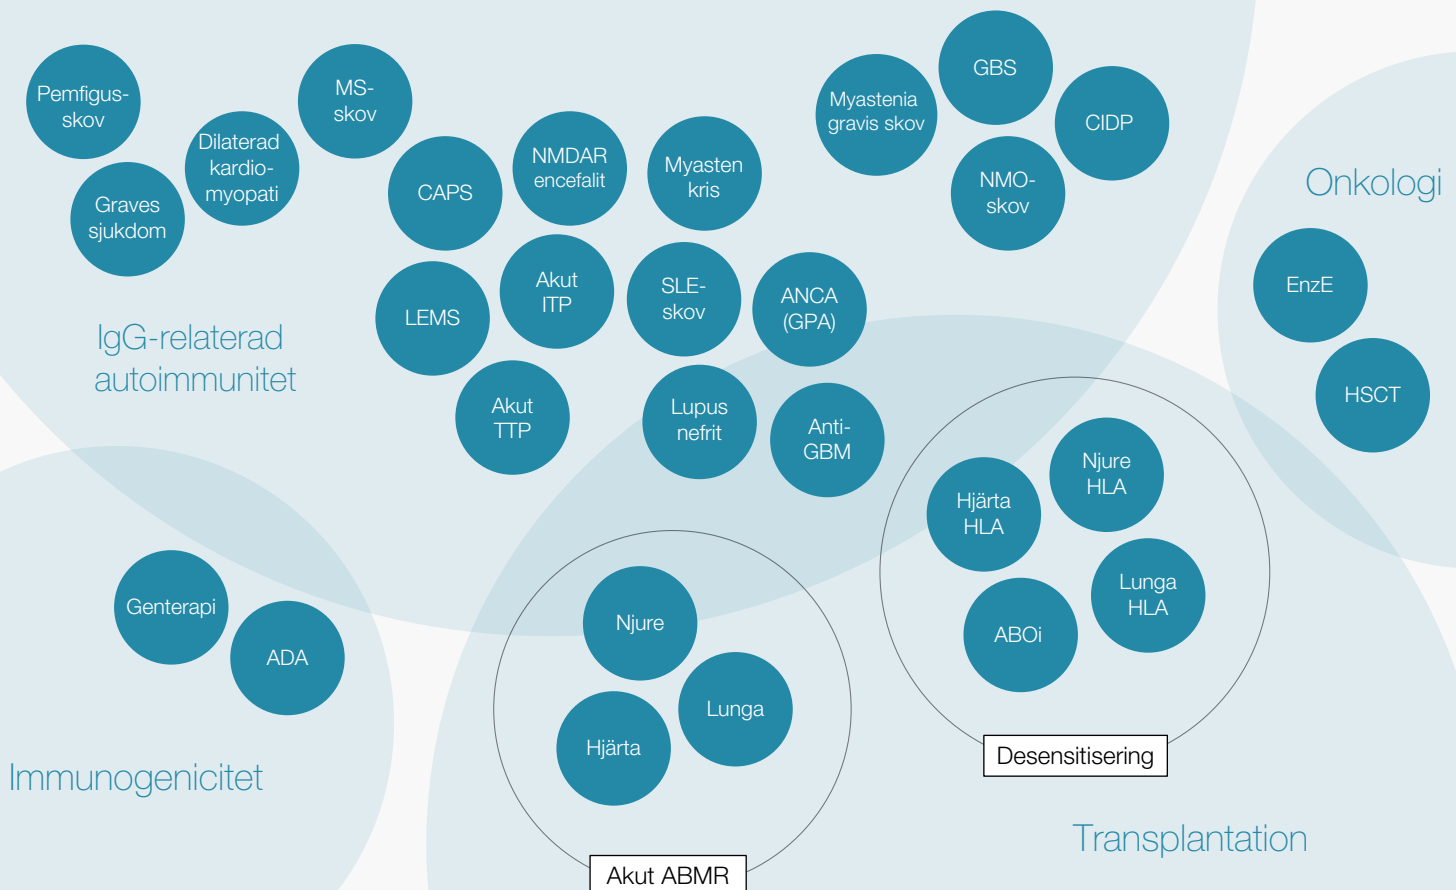 Pemfigus-
skov
Dilaterad
kardio-
myopati
Graves
sjukdom
MS-
skov
CAPS
NMDAR
encefalit
Myasten
kris
LEMS
Akut
ITP
SLE-
skov
ANCA
(GPA)
Akut
TTP
Lupus
nefrit
Anti-
GBM
Myastenia
gravis skov
GBS
CIDP
NMO-
skov
IgG-relaterad
autoimmunitet
Onkologi
EnzE
HSCT
Genterapi
ADA
Immunogenicitet
Njure
Lunga
Hjärta
Akut ABMR
Hjärta
HLA
Njure
HLA
Lunga
HLA
ABOi
Desensitisering
Transplantation